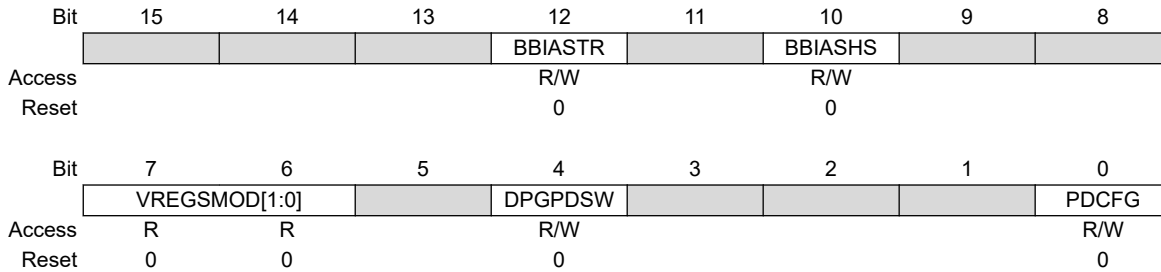 Bit 15 14 13 12 11 10 9 8
BBIASTR BBIASHS
Access R/W R/W
Reset 0 0
Bit 7 6 5 4 3 2 1 0
VREGSMOD[1:0] DPGPDSW PDCFG
Access R R R/W R/W
Reset 0 0 0 0